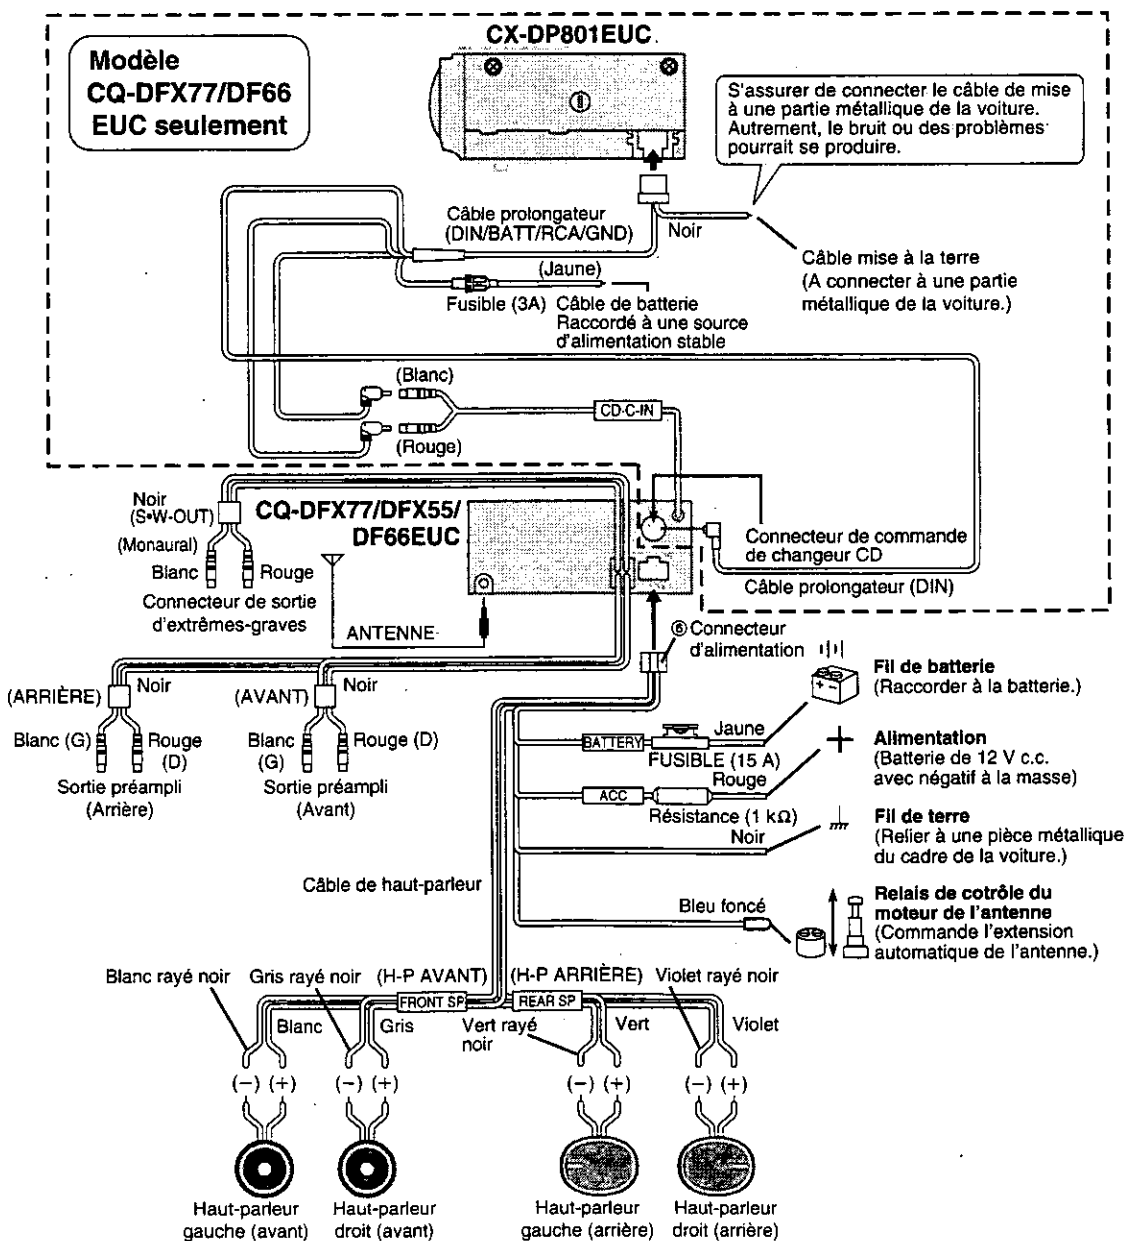 Modèle
CQ-DFX77/DF66
EUC seulement
CX-DP801EUC
S'assurer de connecter le câble de mise
à une partie métallique de la voiture.
Autrement, le bruit ou des problèmes
pourrait se produire.
Câble prolongateur
(DIN/BATT/RCA/GND)
Noir
Câble mise à la terre
(A connecter à une partie
métallique de la voiture.)
(Jaune)
Fusible (3A)
Câble de batterie
Raccordé à une source
d'alimentation stable
(Blanc)
CD·C-IN
(Rouge)
Noir
(S•W-OUT)
(Monaural)
Blanc
Rouge
Connecteur de sortie
d'extrêmes-graves
CQ-DFX77/DFX55/
DF66EUC
Connecteur de commande
de changeur CD
Câble prolongateur (DIN)
ANTENNE
⑥ Connecteur
d'alimentation
(ARRIÈRE)
Noir
Blanc (G)
Rouge
(D)
Sortie préampli
(Arrière)
(AVANT)
Noir
Blanc
(G)
Rouge (D)
Sortie préampli
(Avant)
Fil de batterie
(Raccorder à la batterie.)
Jaune
BATTERY
FUSIBLE (15 A)
+ −
Alimentation
(Batterie de 12 V c.c.
avec négatif à la masse)
Rouge
ACC
Résistance (1 kΩ)
+
Fil de terre
(Relier à une pièce métallique
du cadre de la voiture.)
Noir
Câble de haut-parleur
Bleu foncé
Relais de cotrôle du
moteur de l'antenne
(Commande l'extension
automatique de l'antenne.)
Blanc rayé noir
Gris rayé noir
(H-P AVANT)
(H-P ARRIÈRE)
Violet rayé noir
FRONT SP
REAR SP
Blanc
Gris
Vert rayé
noir
Vert
Violet
(−) (+)
(−) (+)
(−) (+)
(−) (+)
Haut-parleur
gauche (avant)
Haut-parleur
droit (avant)
Haut-parleur
gauche (arrière)
Haut-parleur
droit (arrière)